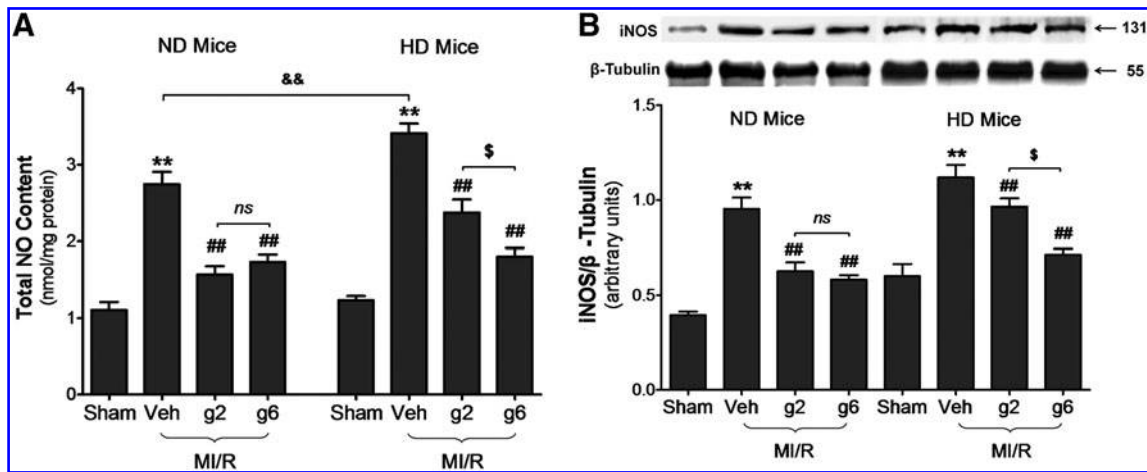 A
ND Mice
HD Mice
&&
**
**
$
##
ns
##
##
##
4
3
2
1
0
Total NO Content
(nmol/mg protein)
Sham Veh g2 g6 Sham Veh g2 g6
MI/R
MI/R
B
iNOS
131
β-Tubulin
55
ND Mice
HD Mice
**
**
$
##
ns
##
##
##
1.5
1.0
0.5
0.0
iNOS/β -Tubulin
(arbitrary units)
Sham Veh g2 g6 Sham Veh g2 g6
MI/R
MI/R